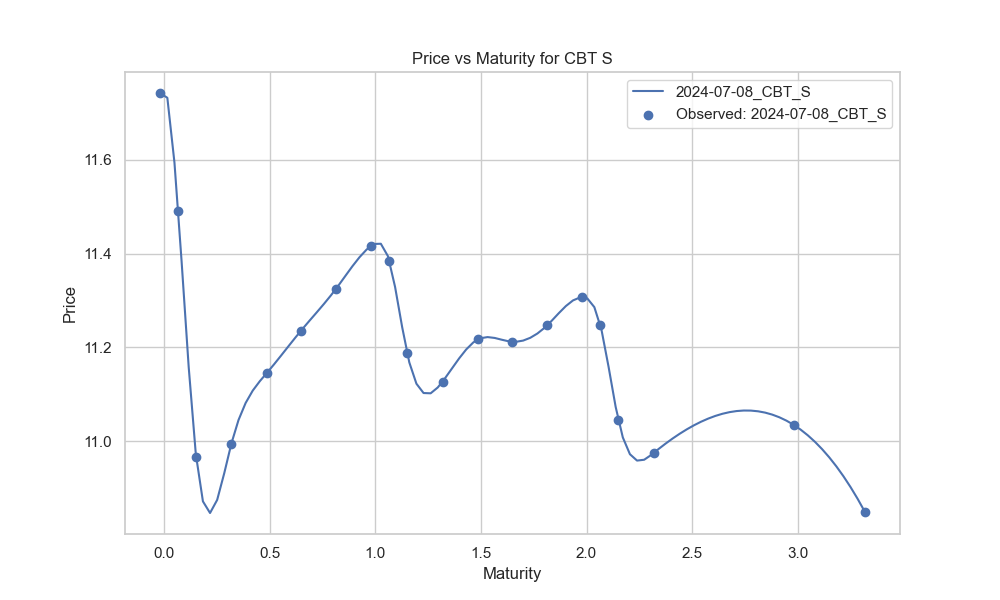 Price vs Maturity for CBT S
2024-07-08_CBT_S
Observed: 2024-07-08_CBT_S
11.6
11.4
11.2
11.0
Price
0.0 0.5 1.0 1.5 2.0 2.5 3.0
Maturity